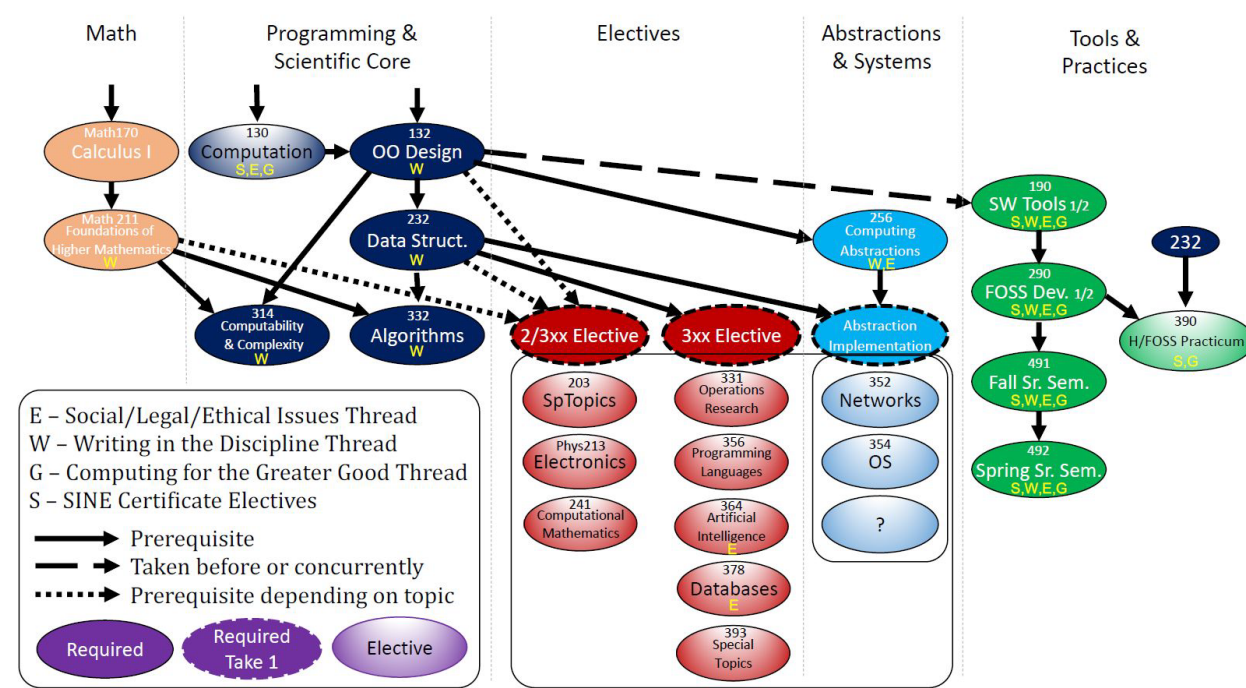 Math
Programming &
Scientific Core
Electives
Abstractions
& Systems
Tools &
Practices
Math170
Calculus I
130
Computation
S,E,G
132
OO Design
W
190
SW Tools 1/2
S,W,E,G
Math 211
Foundations of
Higher Mathematics
W
232
Data Struct.
W
256
Computing
Abstractions
W,E
232
290
FOSS Dev. 1/2
S,W,E,G
314
Computability
& Complexity
W
332
Algorithms
W
2/3xx Elective
3xx Elective
Abstraction
Implementation
390
H/FOSS Practicum
S,G
491
Fall Sr. Sem.
S,W,E,G
492
Spring Sr. Sem.
S,W,E,G
203
SpTopics
Phys213
Electronics
241
Computational
Mathematics
331
Operations
Research
356
Programming
Languages
364
Artificial
Intelligence
E
378
Databases
E
393
Special
Topics
352
Networks
354
OS
?
E – Social/Legal/Ethical Issues Thread
W – Writing in the Discipline Thread
G – Computing for the Greater Good Thread
S – SINE Certificate Electives
Prerequisite
Taken before or concurrently
Prerequisite depending on topic
Required
Required
Take 1
Elective